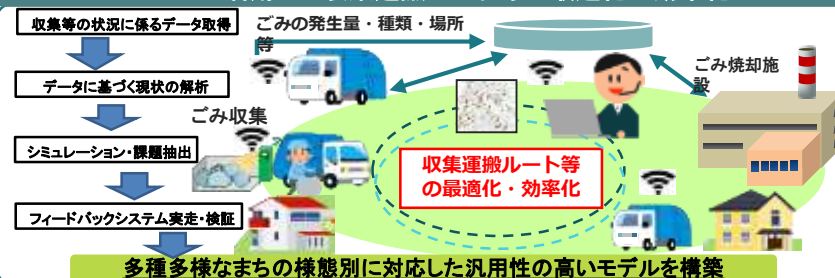 収集等の状況に係るデータ取得
データに基づく現状の解析
シミュレーション・課題抽出
フィードバックシステム実走・検証
ごみの発生量・種類・場所
等
ごみ収集
ごみ焼却施
設
収集運搬ルート等
の最適化・効率化
多種多様なまちの様態別に対応した汎用性の高いモデルを構築